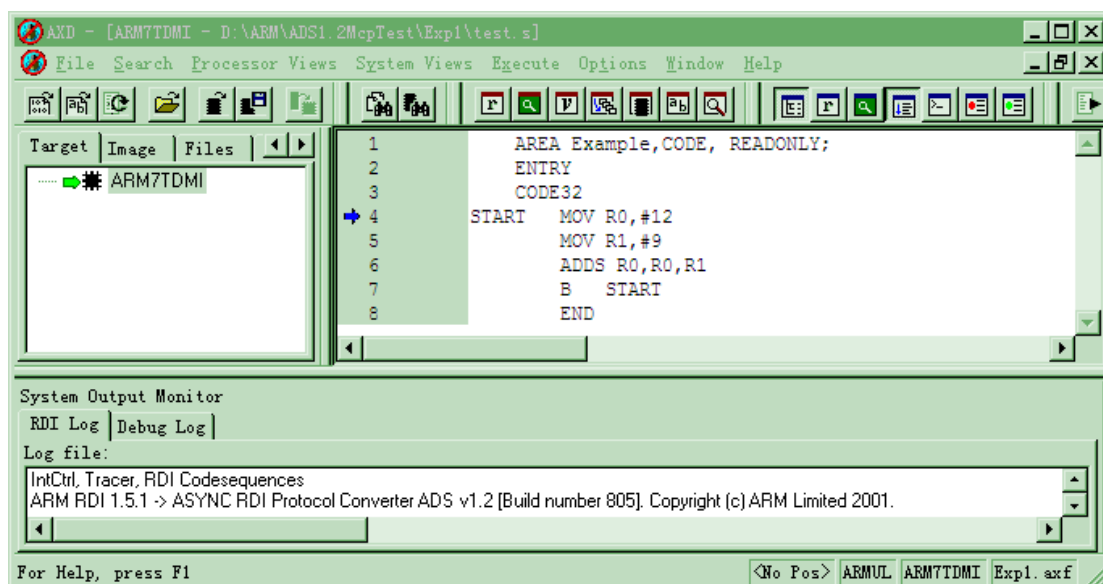 AXD - [ARM7TDMI - D:\ARM\ADS1.2McpTest\Exp1\test.s]
File Search Processor Views System Views Execute Options Window Help
Target Image Files
ARM7TDMI
1 AREA Example,CODE, READONLY;
2 ENTRY
3 CODE32
4 START MOV R0,#12
5 MOV R1,#9
6 ADDS R0,R0,R1
7 B START
8 END
System Output Monitor
RDI Log Debug Log
Log file:
IntCtrl, Tracer, RDI Codesequences
ARM RDI 1.5.1 -> ASYNC RDI Protocol Converter ADS v1.2 [Build number 805]. Copyright (c) ARM Limited 2001.
For Help, press F1 <No Pos> ARMUL ARM7TDMI Exp1.axf